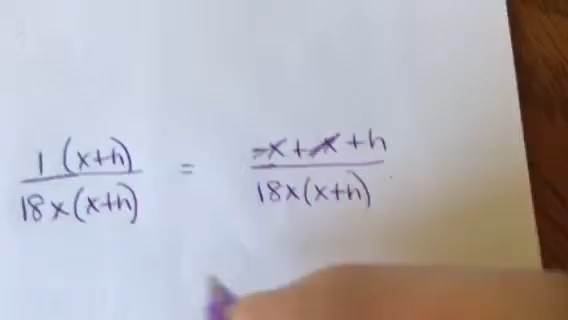 1 (x+h) / 18x(x+h) = -x+x+h / 18x(x+h)